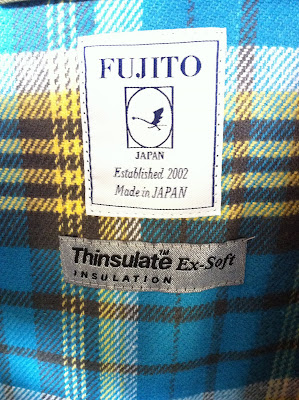 FUJITO
JAPAN
Established 2002
Made in JAPAN
Thinsulate™ Ex-Soft
INSULATION